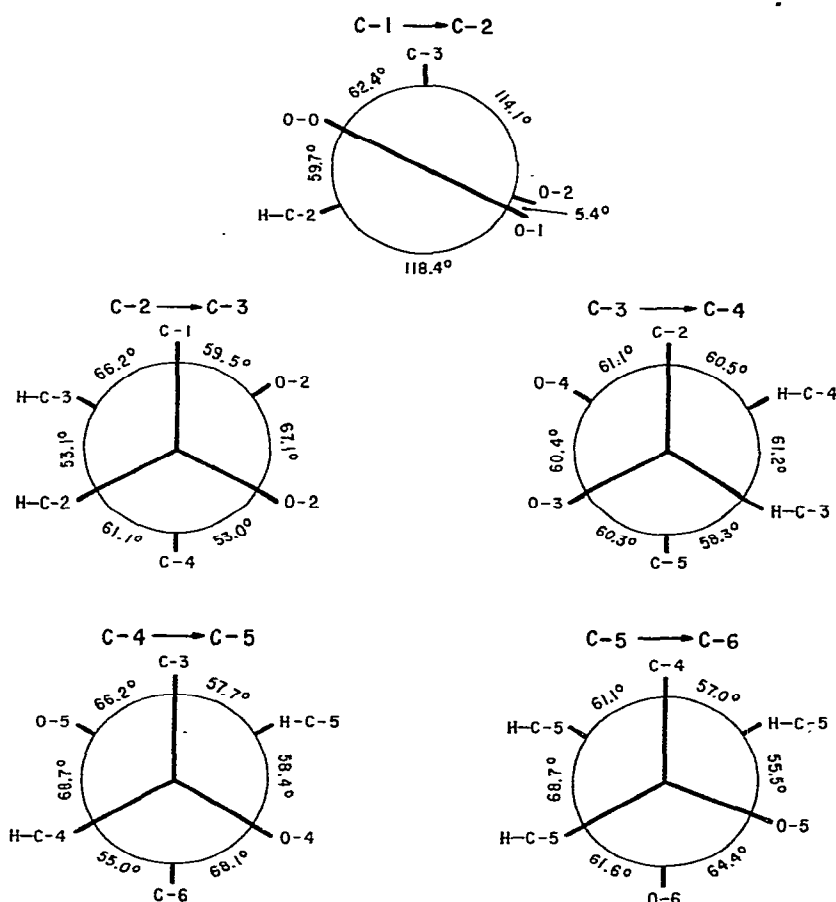 C-1 → C-2
C-3
62.4°
114.1°
O-O
59.7°
O-2
H-C-2
5.4°
O-1
118.4°
C-2 → C-3
C-1
66.2°
59.5°
H-C-3
O-2
53.1°
67.1°
H-C-2
O-2
61.1°
53.0°
C-4
C-3 → C-4
C-2
61.1°
60.5°
O-4
H-C-4
60.4°
61.2°
O-3
H-C-3
60.3°
58.3°
C-5
C-4 → C-5
C-3
66.2°
57.7°
O-5
H-C-5
68.7°
58.4°
H-C-4
O-4
55.0°
68.1°
C-6
C-5 → C-6
C-4
61.1°
57.0°
H-C-5
H-C-5
68.7°
55.5°
H-C-5
O-5
61.6°
64.4°
O-6